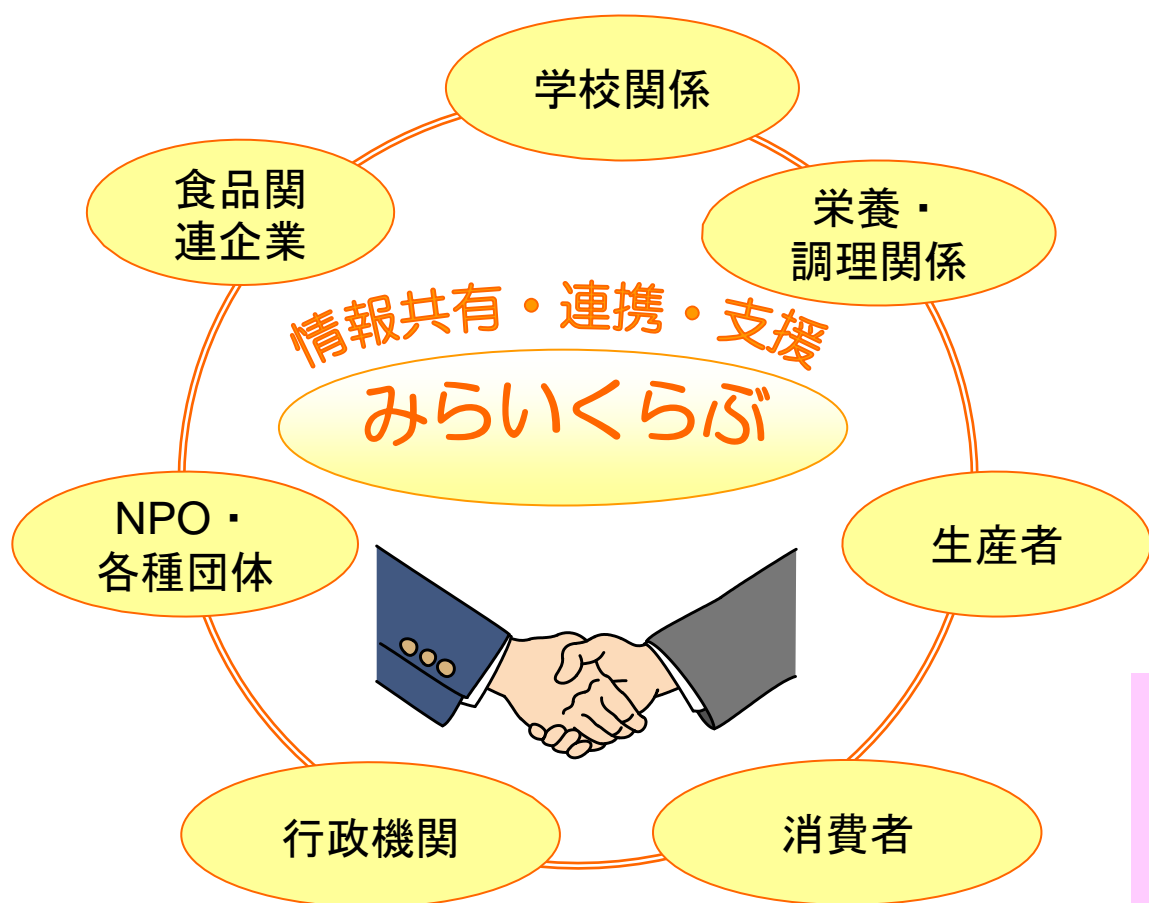 学校関係
食品関
連企業
栄養・
調理関係
情報共有・連携・支援
みらいくらぶ
NPO・
各種団体
生産者
行政機関
消費者